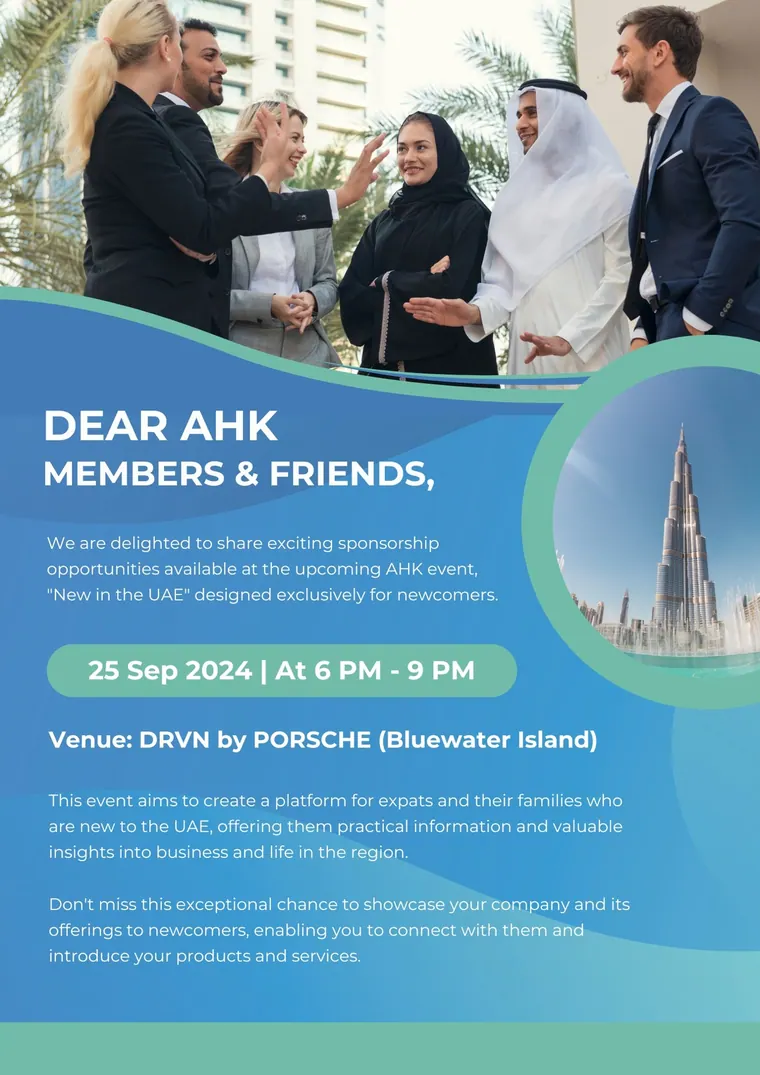 DEAR AHK
MEMBERS & FRIENDS,
We are delighted to share exciting sponsorship
opportunities available at the upcoming AHK event,
"New in the UAE" designed exclusively for newcomers.
25 Sep 2024 | At 6 PM - 9 PM
Venue: DRVN by PORSCHE (Bluewater Island)
This event aims to create a platform for expats and their families who
are new to the UAE, offering them practical information and valuable
insights into business and life in the region.
Don't miss this exceptional chance to showcase your company and its
offerings to newcomers, enabling you to connect with them and
introduce your products and services.